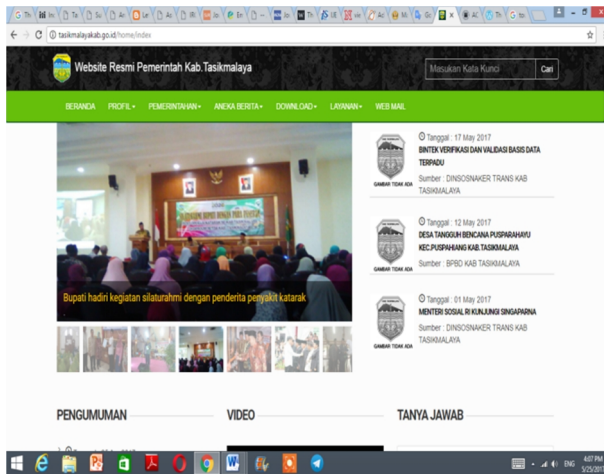 tasikmalayakab.go.id/home/index
Website Resmi Pemerintah Kab.Tasikmalaya
Masukan Kata Kunci
Cari
BERANDA PROFIL PEMERINTAHAN ANEKA BERITA DOWNLOAD LAYANAN WEB MAIL
Bupati hadiri kegiatan silaturahmi dengan penderita penyakit katarak
Tanggal : 17 May 2017
BINTEK VERIFIKASI DAN VALIDASI BASIS DATA
TERPADU
Sumber : DINSOSNAKER TRANS KAB
TASIKMALAYA
GAMBAR TIDAK ADA
Tanggal : 12 May 2017
DESA TANGGUH BENCANA PUSPARAHAYU
KEC.PUSPAHIANG KAB.TASIKMALAYA
Sumber : BPBD KAB TASIKMALAYA
GAMBAR TIDAK ADA
Tanggal : 01 May 2017
MENTERI SOSIAL RI KUNJUNGI SINGAPARNA
Sumber : DINSOSNAKER TRANS KAB
TASIKMALAYA
GAMBAR TIDAK ADA
PENGUMUMAN
VIDEO
TANYA JAWAB
ENG
4:07 PM